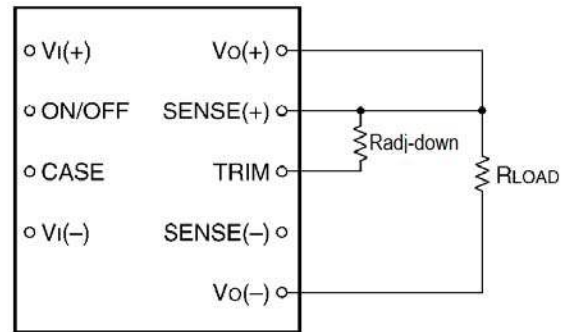 VI(+)
VO(+)
ON/OFF
SENSE(+)
Radj-down
CASE
TRIM
RLOAD
VI(–)
SENSE(–)
VO(–)